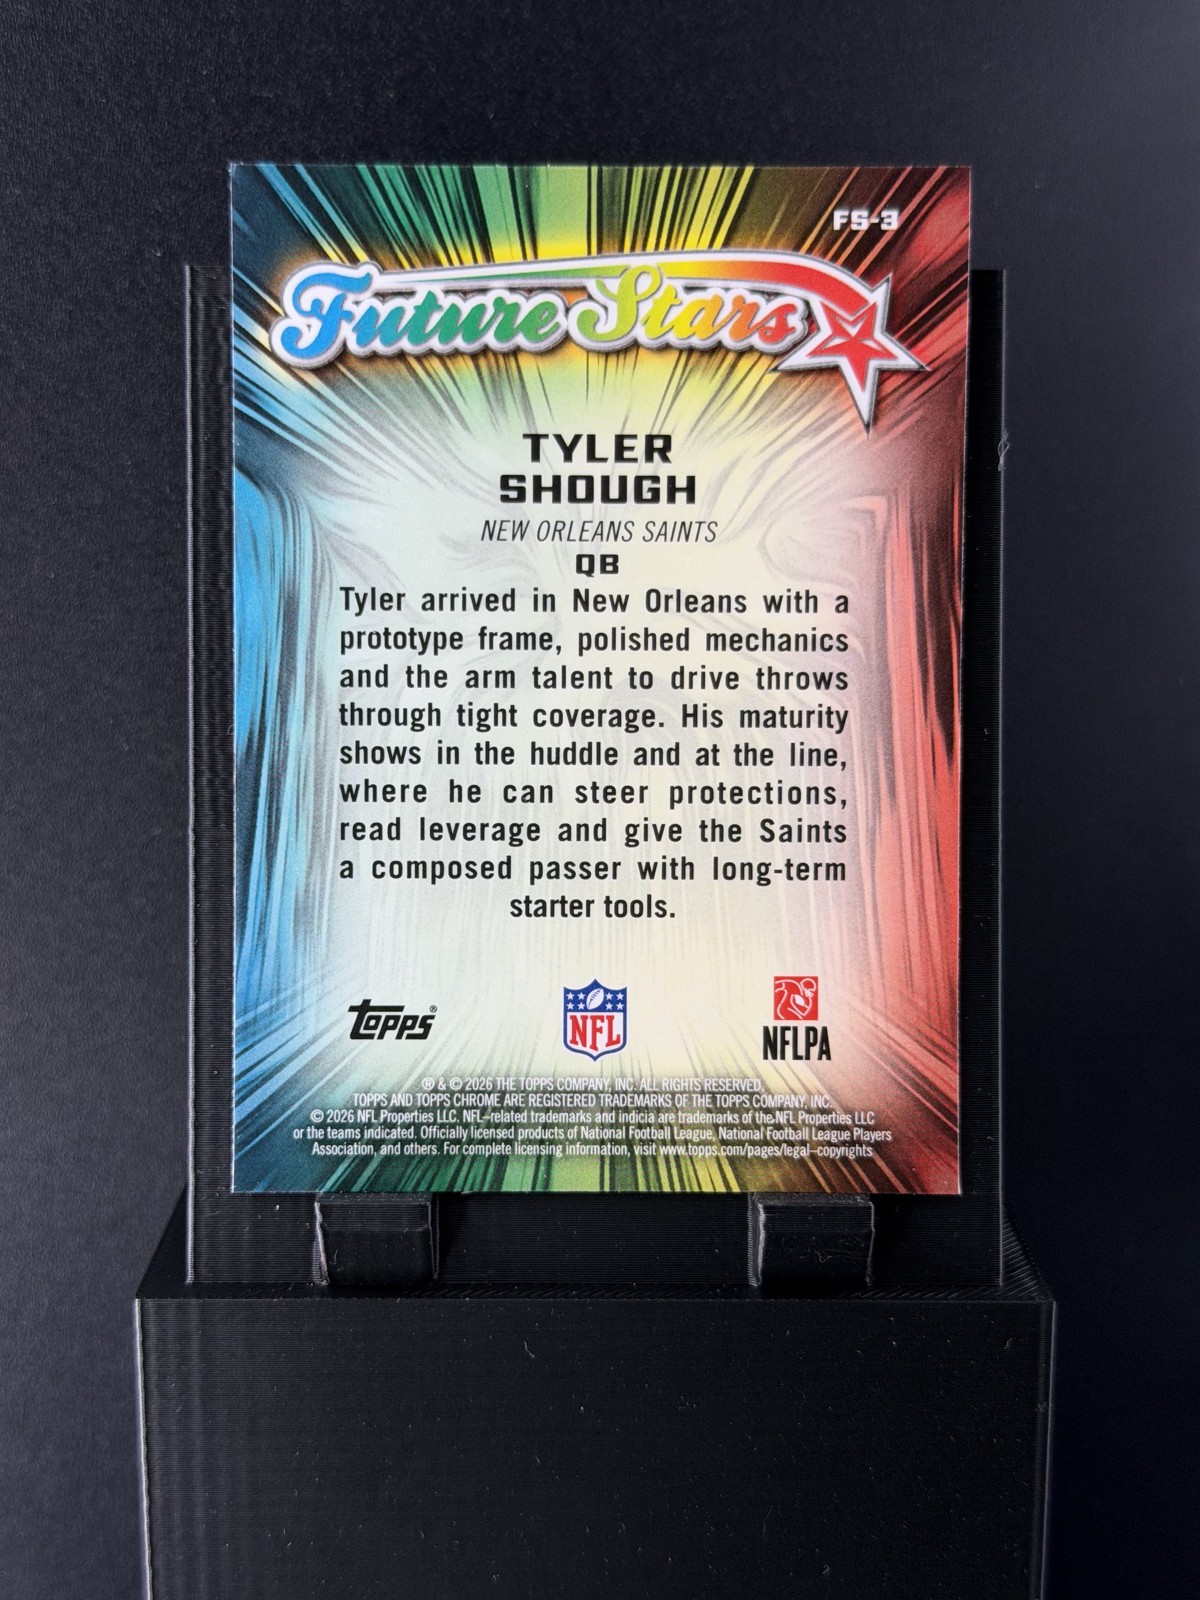 FS-3
Future Stars
TYLER
SHOUGH
NEW ORLEANS SAINTS
QB
Tyler arrived in New Orleans with a
prototype frame, polished mechanics
and the arm talent to drive throws
through tight coverage. His maturity
shows in the huddle and at the line,
where he can steer protections,
read leverage and give the Saints
a composed passer with long-term
starter tools.
Topps®
NFL
NFLPA
® & © 2026 THE TOPPS COMPANY, INC. ALL RIGHTS RESERVED.
TOPPS AND TOPPS CHROME ARE REGISTERED TRADEMARKS OF THE TOPPS COMPANY, INC.
© 2026 NFL Properties LLC. NFL-related trademarks and indicia are trademarks of the NFL Properties LLC
or the teams indicated. Officially licensed products of National Football League, National Football League Players
Association, and others. For complete licensing information, visit www.topps.com/pages/legal-copyrights